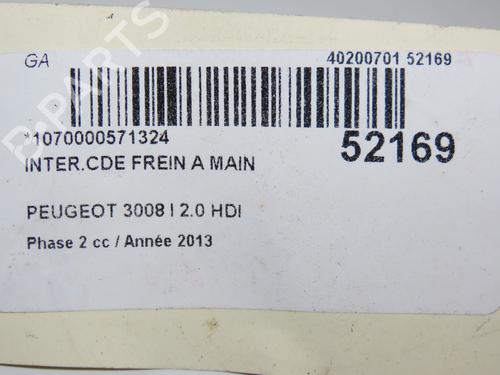 GA 40200701 52169
*1070000571324 52169
INTER.CDE FREIN A MAIN
PEUGEOT 3008 I 2.0 HDI
Phase 2 cc / Année 2013
B-PARTS